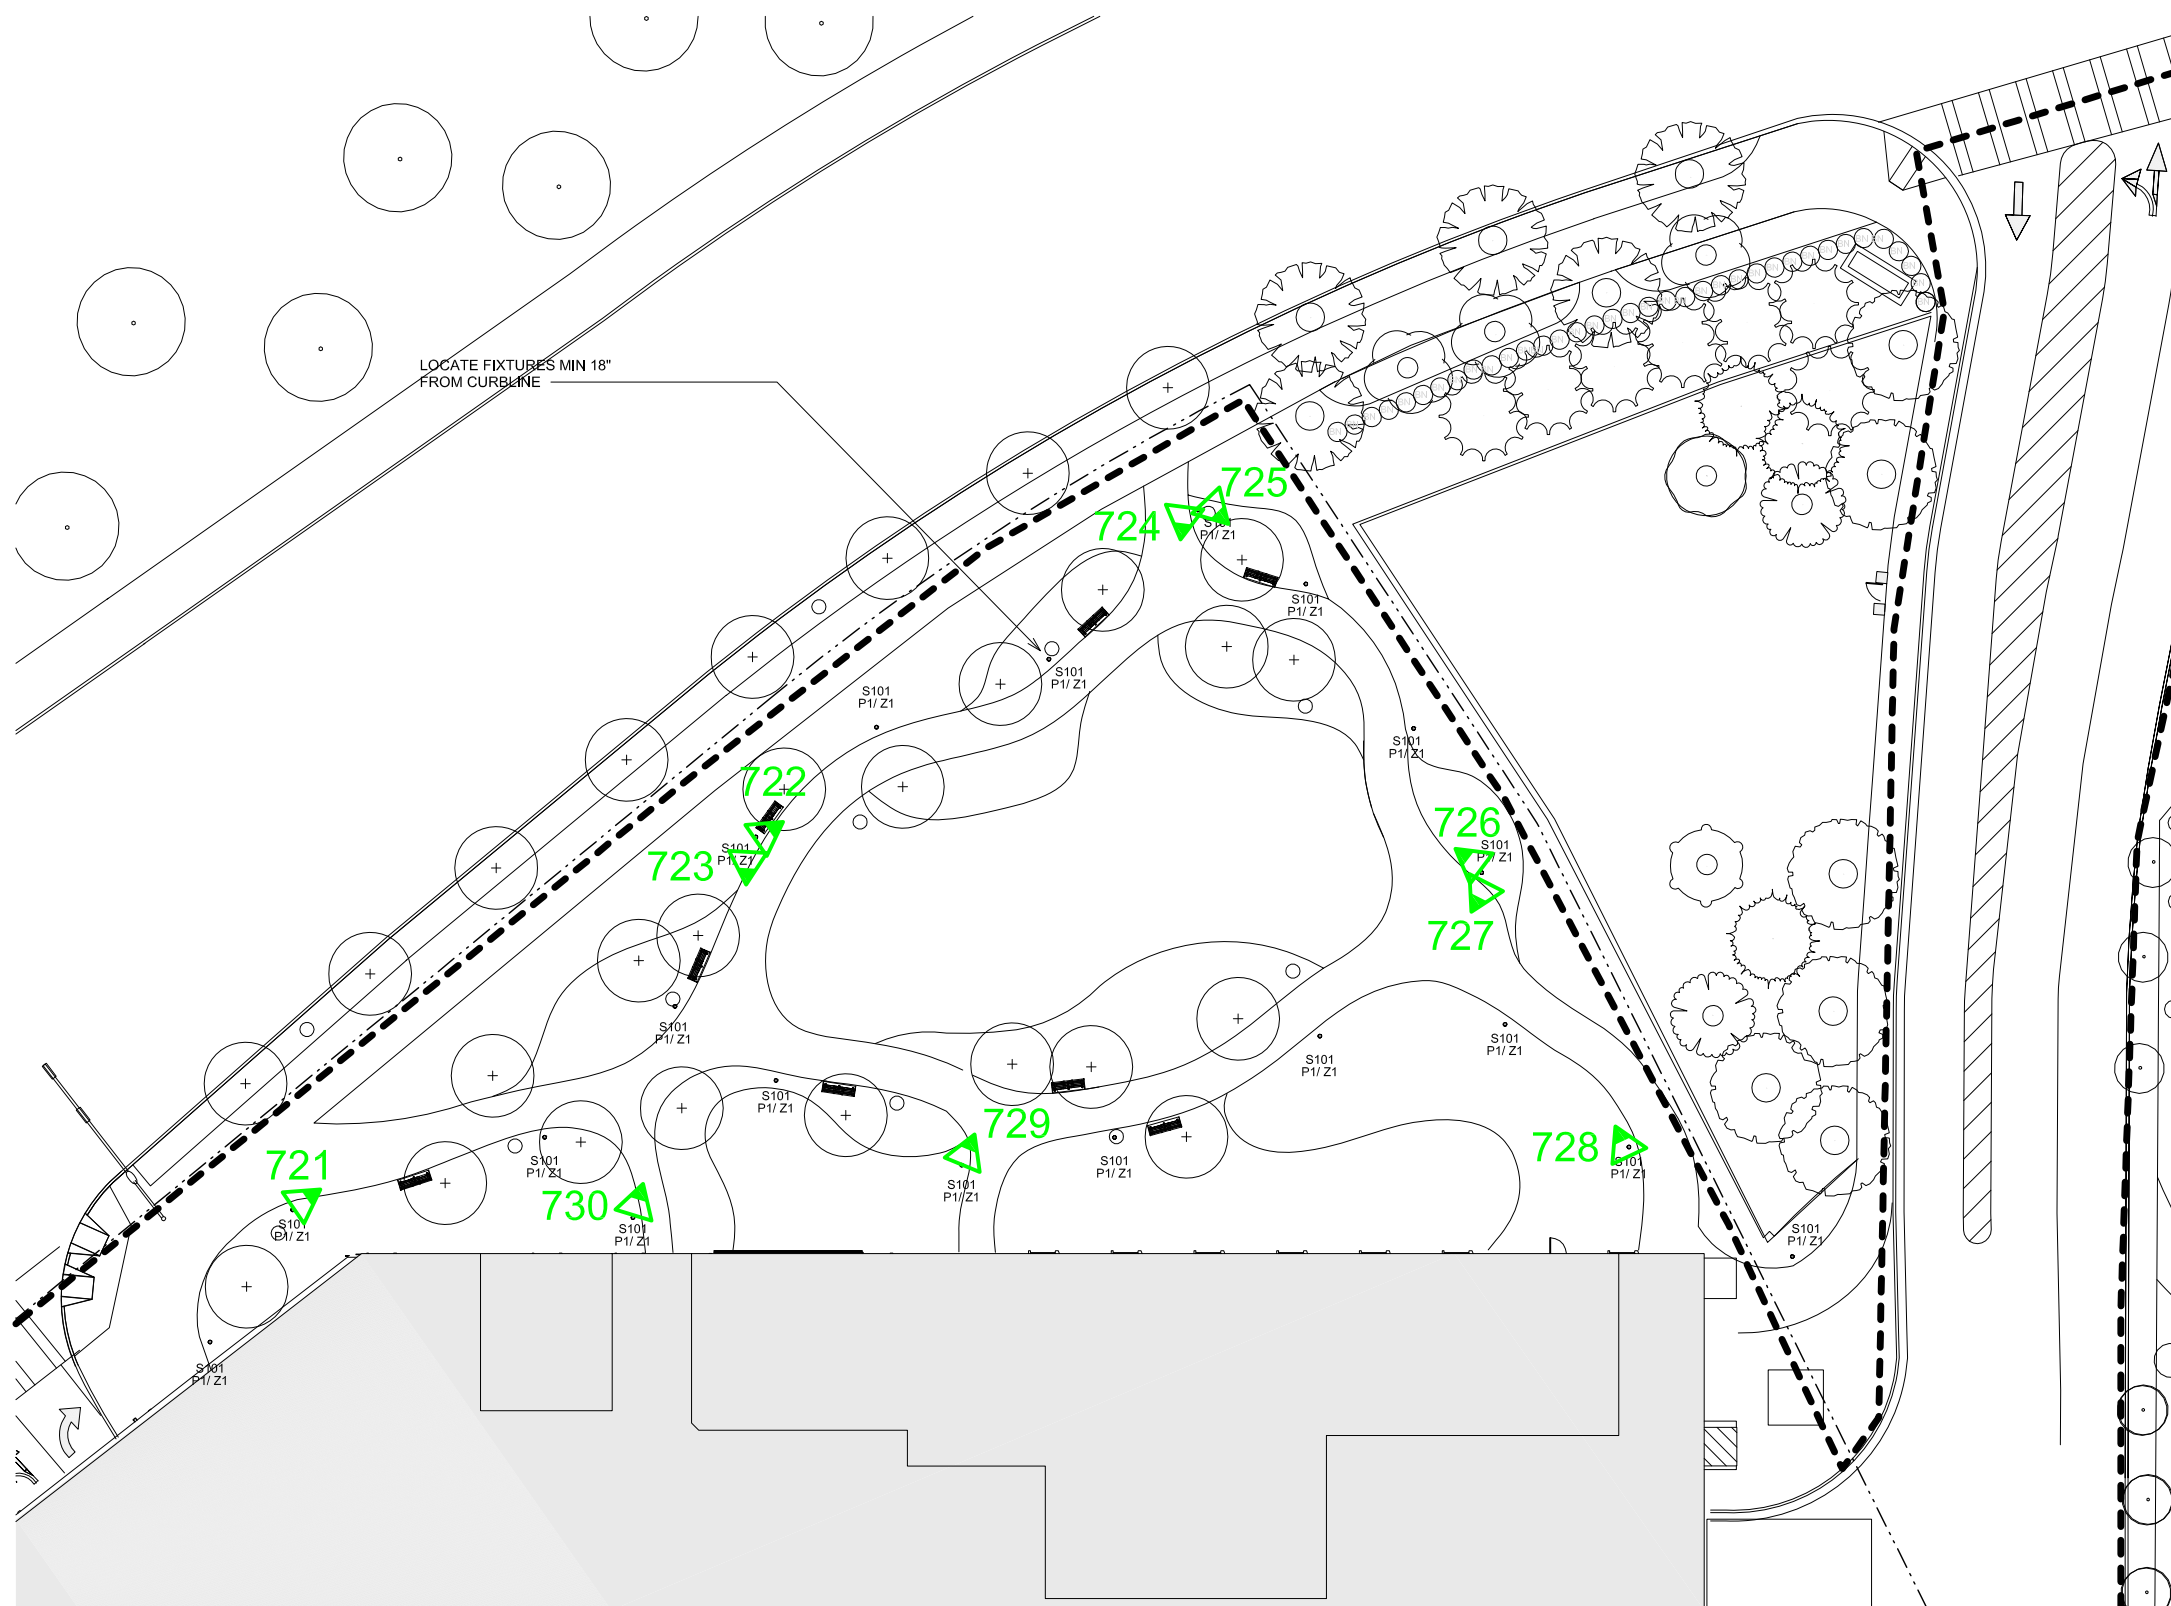 LOCATE FIXTURES MIN 18"
FROM CURBLINE
725
724
S101
P1/ Z1
S101
P1/ Z1
S101
P1/ Z1
S101
P1/ Z1
S101
P1/ Z1
722
723
S101
P1/ Z1
726
S101
P1/ Z1
727
S101
P1/ Z1
S101
P1/ Z1
S101
P1/ Z1
S101
P1/ Z1
729
728
721
S101
P1/ Z1
S101
P1/ Z1
S101
P1/ Z1
730
S101
P1/ Z1
S101
P1/ Z1
S101
P1/ Z1
S101
P1/ Z1
S101
P1/ Z1